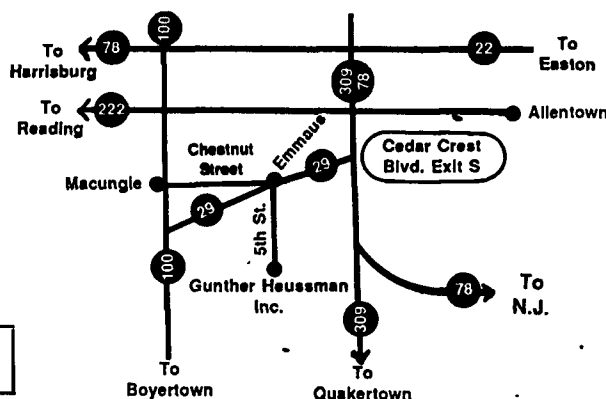 100
To
Harrisburg
78
22
To
Easton
309
78
To
Reading
222
Allentown
Chestnut
Street
Emmaus
Cedar Crest
Blvd. Exit S
29
Macungie
29
5th St.
100
Gunther Heussman
Inc.
78
To
N.J.
309
To
Boyertown
To
Quakertown